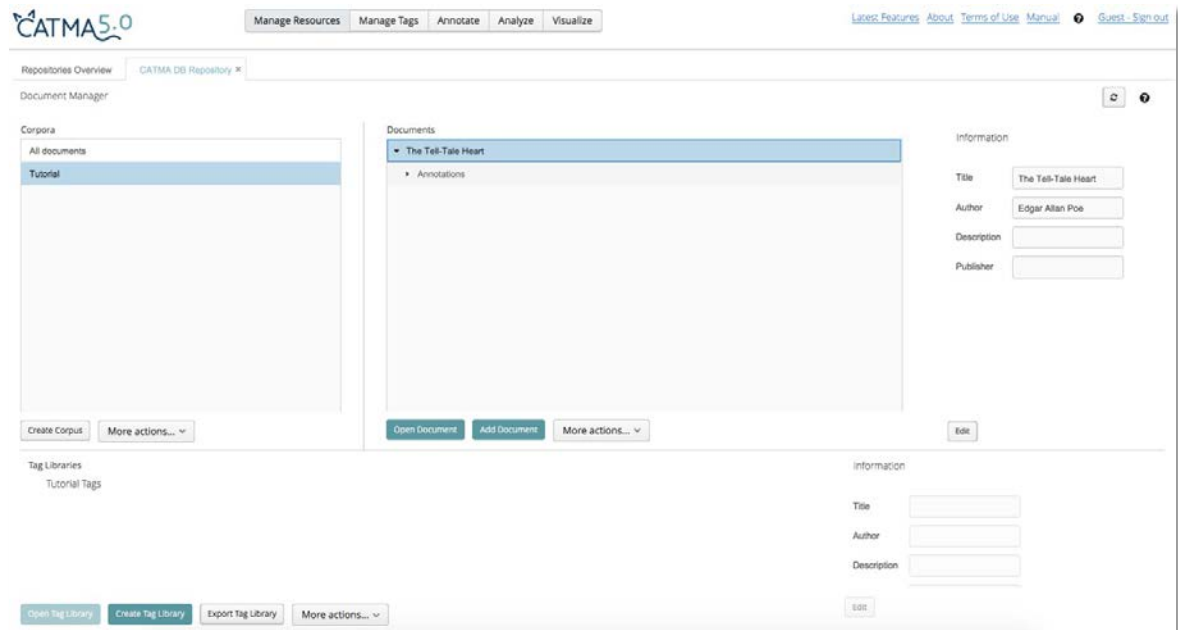 CATMA 5.0
Manage Resources Manage Tags Annotate Analyze Visualize
Latest Features About Terms of Use Manual ? Guest - Sign out
Repositories Overview CATMA DB Repository ×
Document Manager
?
Corpora
All documents
Tutorial
Create Corpus More actions...
Documents
The Tell-Tale Heart
Annotations
Open Document Add Document More actions...
Information
Title The Tell-Tale Heart
Author Edgar Allan Poe
Description
Publisher
Edit
Tag Libraries
Tutorial Tags
Open Tag Library Create Tag Library Export Tag Library More actions...
Information
Title
Author
Description
Edit